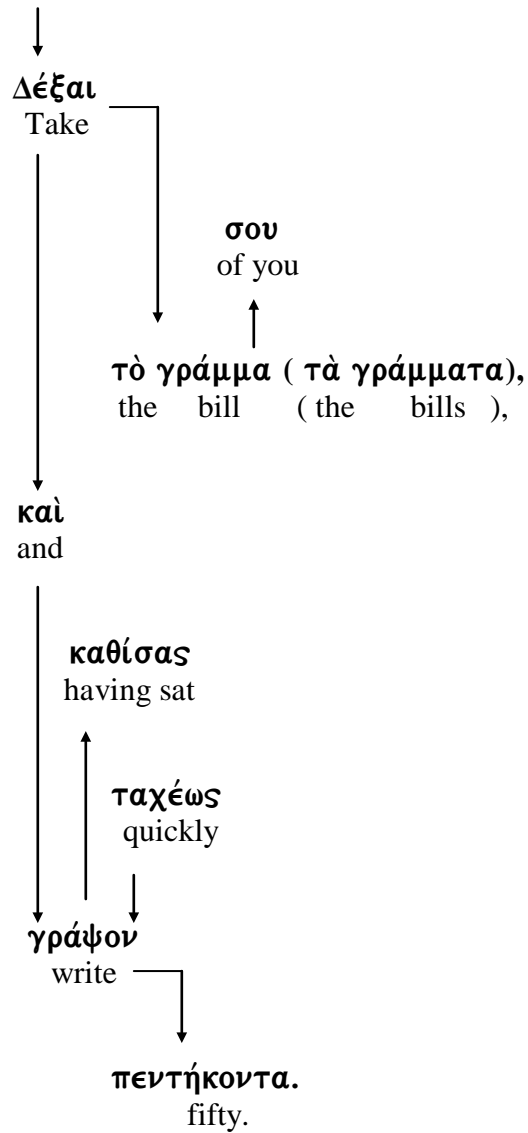 Δέξαι
Take
σου
of you
τὸ γράμμα ( τὰ γράμματα),
the bill ( the bills ),
καὶ
and
καθίσας
having sat
ταχέως
quickly
γράψον
write
πεντήκοντα.
fifty.